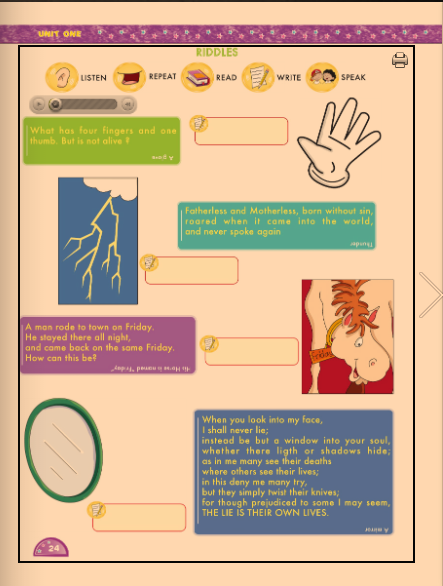 UNIT ONE
RIDDLES
LISTEN
REPEAT
READ
WRITE
SPEAK
What has four fingers and one
thumb. But is not alive ?
A glove
Fatherless and Motherless, born without sin,
roared when it came into the world,
and never spoke again
Thunder
A man rode to town on Friday.
He stayed there all night,
and came back on the same Friday.
How can this be?
His Horse is named "Friday"
Friday
When you look into my face,
I shall never lie;
instead be but a window into your soul,
whether there ligth or shadows hide;
as in me many see their deaths
where others see their lives;
in this deny me many try,
but they simply twist their knives;
for though prejudiced to some I may seem,
THE LIE IS THEIR OWN LIVES.
A mirror
24